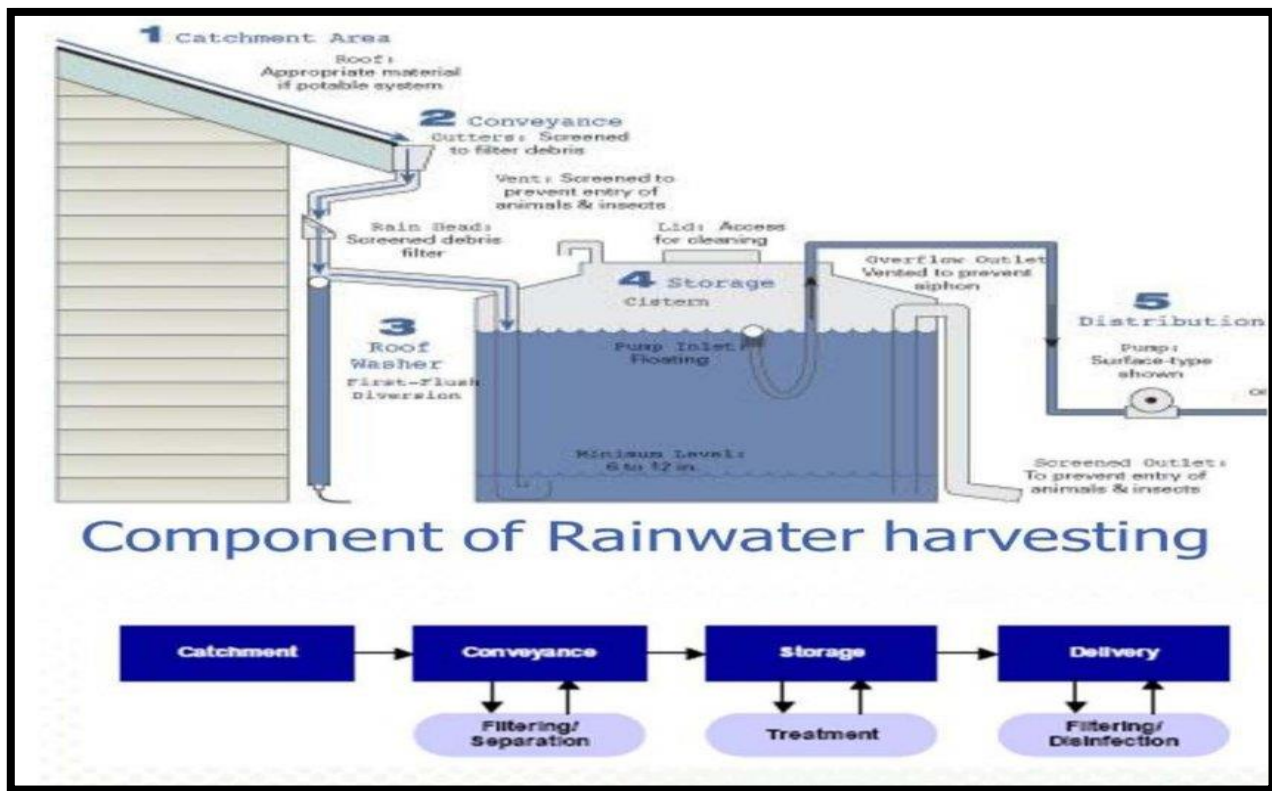 1 Catchment Area
Roof:
Appropriate material
if potable system
2 Conveyance
Gutters: Screened
to filter debris
Vent: Screened to
prevent entry of
animals & insects
Rain Head:
Screened debris
filter
Lid: Access
for cleaning
Overflow Outlet
Vented to prevent
siphon
3
Roof
Washer
First-Flush
Diversion
4 Storage
Cistern
Pump Inlet
Floating
Minimum Level:
6 to 12 in.
5
Distribution
Pump:
Surface-type
shown
Screened Outlet:
To prevent entry of
animals & insects
Component of Rainwater harvesting
Catchment
Conveyance
Storage
Delivery
Filtering/
Separation
Treatment
Filtering/
Disinfection